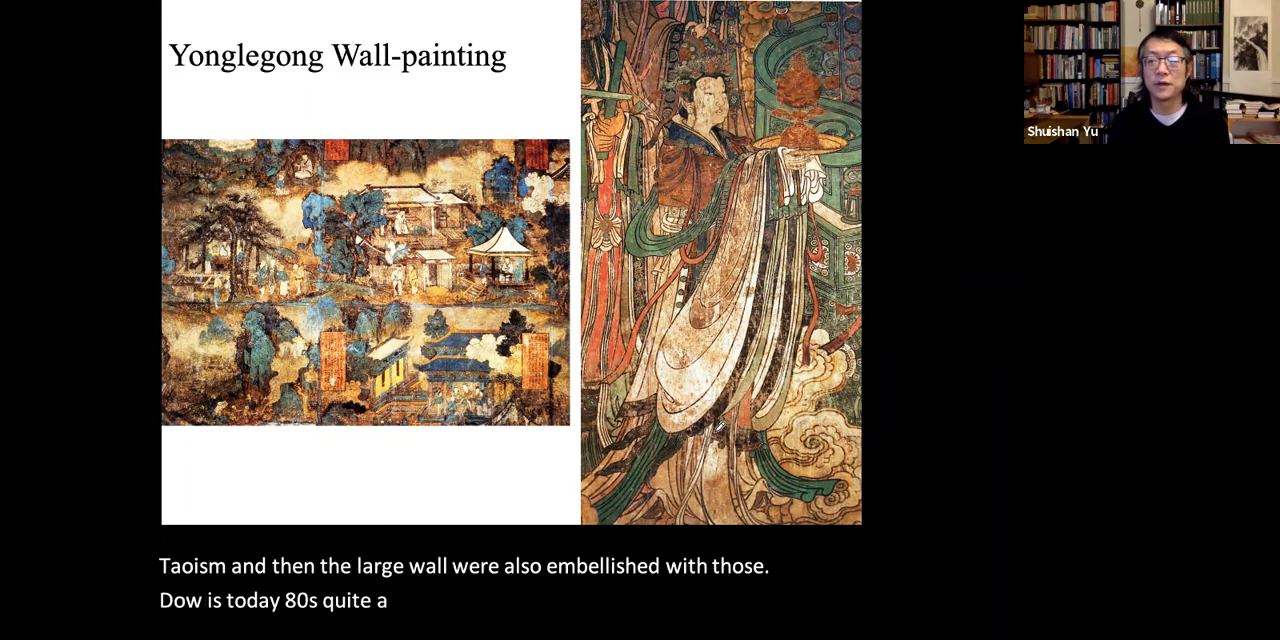 Yonglegong Wall-painting
Shuishan Yu
Taoism and then the large wall were also embellished with those.
Dow is today 80s quite a